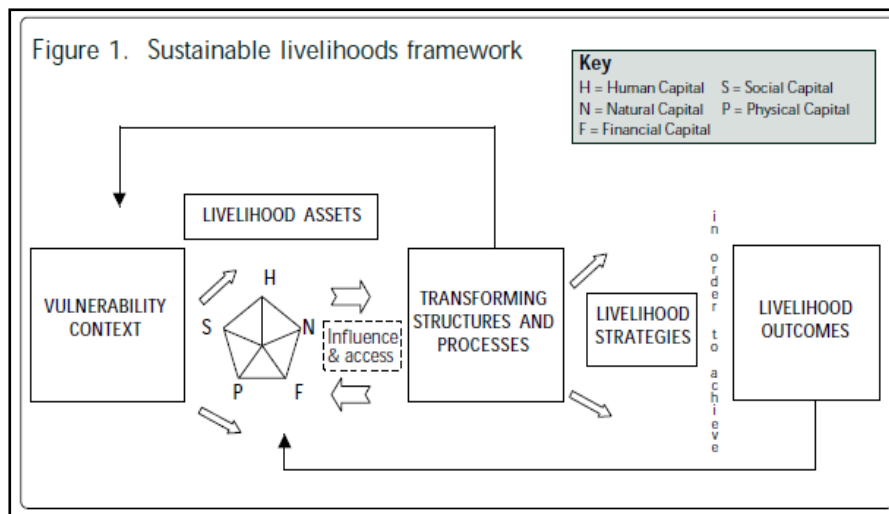 Figure 1. Sustainable livelihoods framework
Key
H = Human Capital S = Social Capital
N = Natural Capital P = Physical Capital
F = Financial Capital
LIVELIHOOD ASSETS
VULNERABILITY
CONTEXT
H
S
N
P
F
Influence
& access
TRANSFORMING
STRUCTURES AND
PROCESSES
LIVELIHOOD
STRATEGIES
in order to achieve
LIVELIHOOD
OUTCOMES